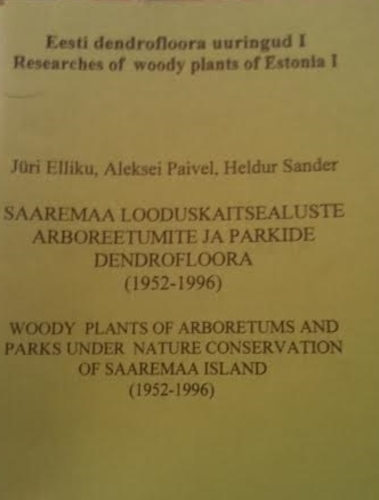 Eesti dendrofloora uuringud I
Researches of woody plants of Estonia I
Jüri Elliku, Aleksei Paivel, Heldur Sander
SAAREMAA LOODUSKAITSEALUSTE
ARBOREETUMITE JA PARKIDE
DENDROFLOORA
(1952-1996)
WOODY PLANTS OF ARBORETUMS AND
PARKS UNDER NATURE CONSERVATION
OF SAAREMAA ISLAND
(1952-1996)